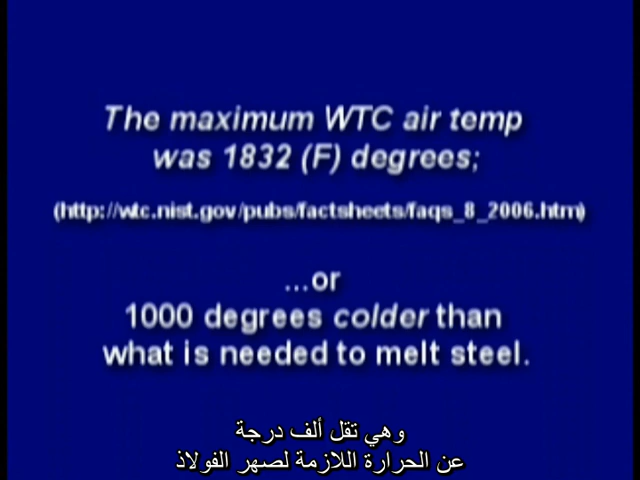 The maximum WTC air temp
was 1832 (F) degrees;
(http://wtc.nist.gov/pubs/factsheets/faqs_8_2006.htm)
...or
1000 degrees colder than
what is needed to melt steel.
وهي تقل ألف درجة
عن الحرارة اللازمة لصهر الفولاذ